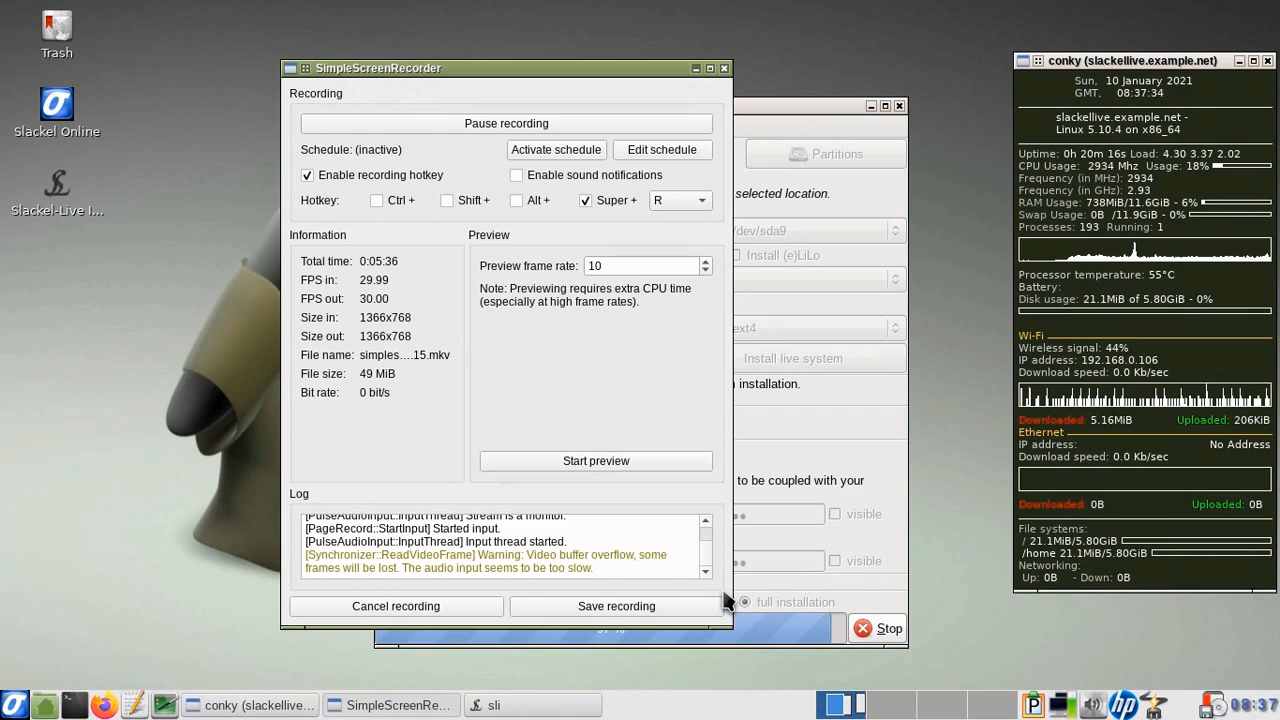 Trash
Slackel Online
Slackel-Live I...
SimpleScreenRecorder
Recording
Pause recording
Schedule: (inactive)
Activate schedule
Edit schedule
Enable recording hotkey
Enable sound notifications
Hotkey:
Ctrl +
Shift +
Alt +
Super +
R
Information
Total time: 0:05:36
FPS in: 29.99
FPS out: 30.00
Size in: 1366x768
Size out: 1366x768
File name: simples....15.mkv
File size: 49 MiB
Bit rate: 0 bit/s
Preview
Preview frame rate: 10
Note: Previewing requires extra CPU time
(especially at high frame rates).
Start preview
Log
[PulseAudioInput::InputThread] Stream is a monitor.
[PageRecord::StartInput] Started input.
[PulseAudioInput::InputThread] Input thread started.
[Synchronizer::ReadVideoFrame] Warning: Video buffer overflow, some
frames will be lost. The audio input seems to be too slow.
Cancel recording
Save recording
Partitions
selected location.
/dev/sda9
Install (e)LiLo
ext4
Install live system
installation.
to be coupled with your
visible
visible
full installation
Stop
conky (slackellive.example.net)
Sun, 10 January 2021
GMT, 08:37:34
slackellive.example.net -
Linux 5.10.4 on x86_64
Uptime: 0h 20m 16s Load: 4.30 3.37 2.02
CPU Usage: 2934 Mhz Usage: 18%
Frequency (in MHz): 2934
Frequency (in GHz): 2.93
RAM Usage: 738MiB/11.6GiB - 6%
Swap Usage: 0B /11.9GiB - 0%
Processes: 193 Running: 1
Processor temperature: 55°C
Battery:
Disk usage: 21.1MiB of 5.80GiB - 0%
Wi-Fi
Wireless signal: 44%
IP address: 192.168.0.106
Download speed: 0.0 Kb/sec
Downloaded: 5.16MiB Uploaded: 206KiB
Ethernet
IP address: No Address
Download speed: 0.0 Kb/sec
Downloaded: 0B Uploaded: 0B
File systems:
/ 21.1MiB/5.80GiB
/home 21.1MiB/5.80GiB
Networking:
Up: 0B - Down: 0B
conky (slackellive....
SimpleScreenRe...
sli
P
hp
08:37